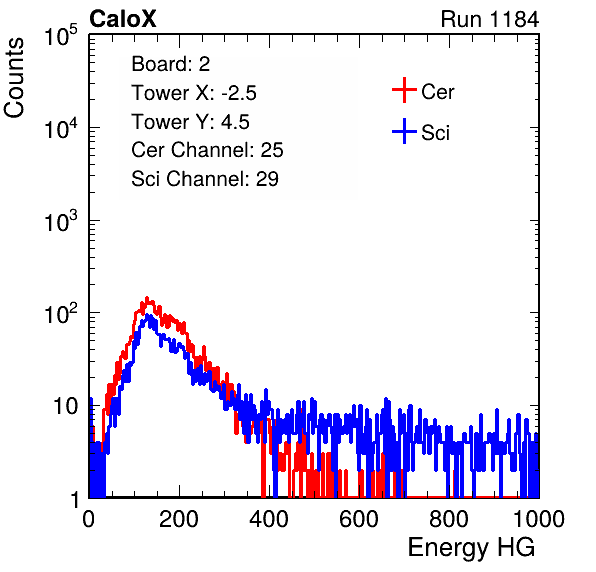 CaloX Run 1184
Counts
10^5
10^4
10^3
10^2
10
1
Board: 2
Tower X: -2.5
Tower Y: 4.5
Cer Channel: 25
Sci Channel: 29
Cer
Sci
0 200 400 600 800 1000
Energy HG